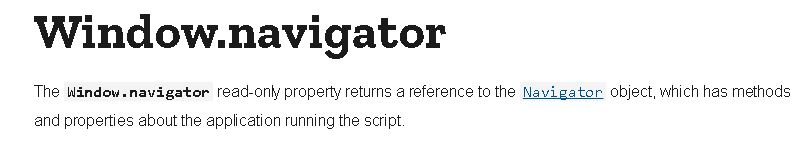 Window.navigator
The Window.navigator read-only property returns a reference to the Navigator object, which has methods
and properties about the application running the script.